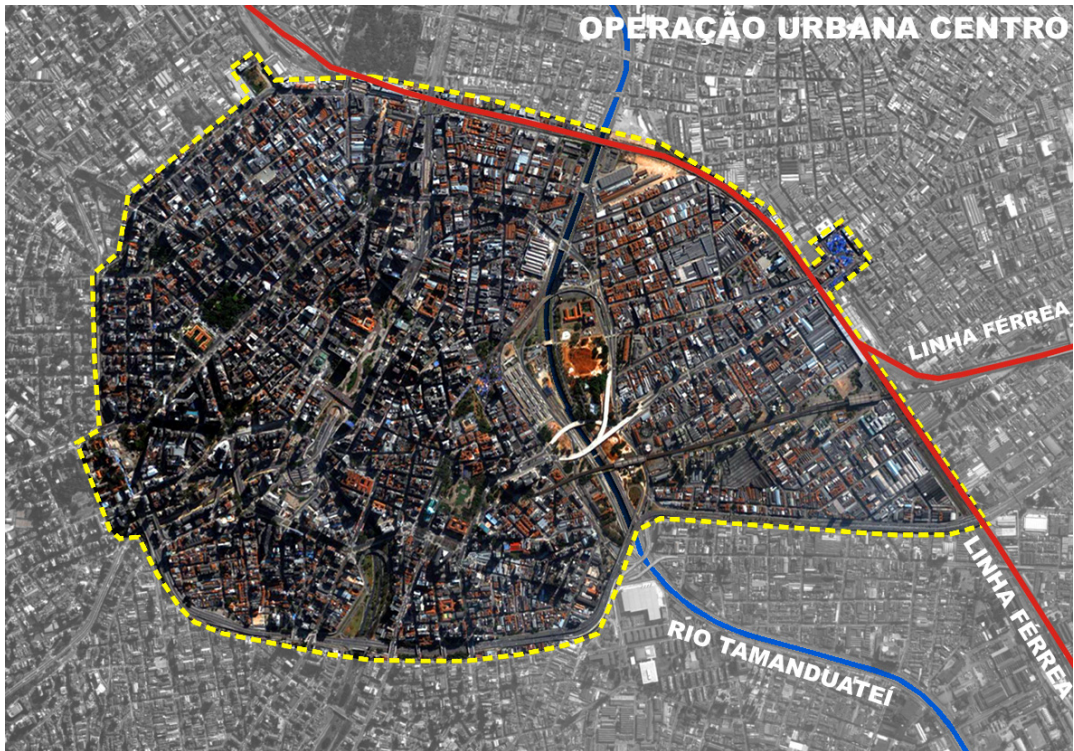 OPERAÇÃO URBANA CENTRO
LINHA FÉRREA
LINHA FÉRREA
RIO TAMANDUATEÍ